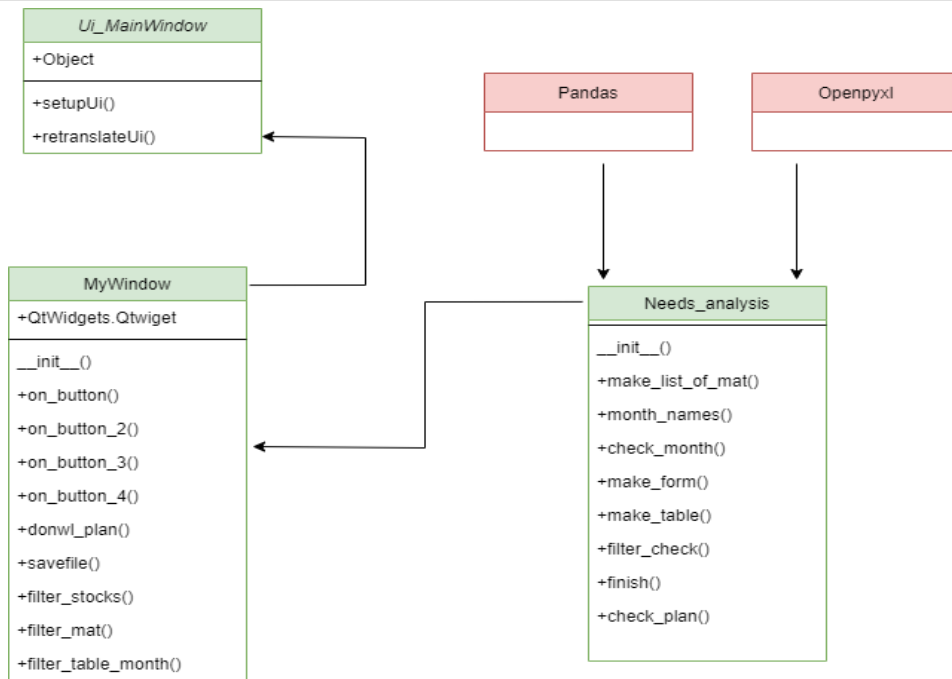 Ui_MainWindow
+Object
+setupUi()
+retranslateUi()
Pandas
Openpyxl
MyWindow
+QtWidgets.Qtwiget
__init__()
+on_button()
+on_button_2()
+on_button_3()
+on_button_4()
+donwl_plan()
+savefile()
+filter_stocks()
+filter_mat()
+filter_table_month()
Needs_analysis
__init__()
+make_list_of_mat()
+month_names()
+check_month()
+make_form()
+make_table()
+filter_check()
+finish()
+check_plan()